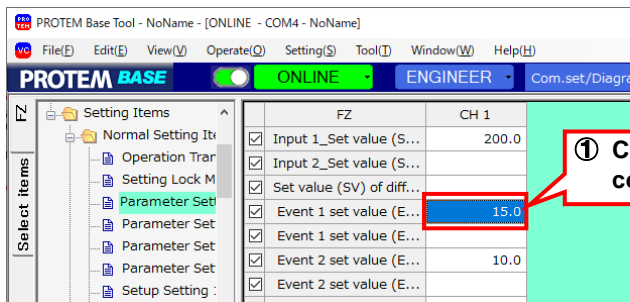 PRO
TEM
PROTEM Base Tool - NoName - [ONLINE - COM4 - NoName]
VC File(F) Edit(E) View(V) Operate(O) Setting(S) Tool(T) Window(W) Help(H)
PROTEM BASE ONLINE ENGINEER Com.set/Diagra
FZ
Select items
Setting Items
Normal Setting Ite
Operation Tran
Setting Lock M
Parameter Sett
Parameter Set
Parameter Set
Parameter Set
Setup Setting 1
FZ CH 1
Input 1_Set value (S... 200.0
Input 2_Set value (S...
Set value (SV) of diff...
Event 1 set value (E... 15.0
Event 1 set value (E...
Event 2 set value (E... 10.0
Event 2 set value (E...
① C
co